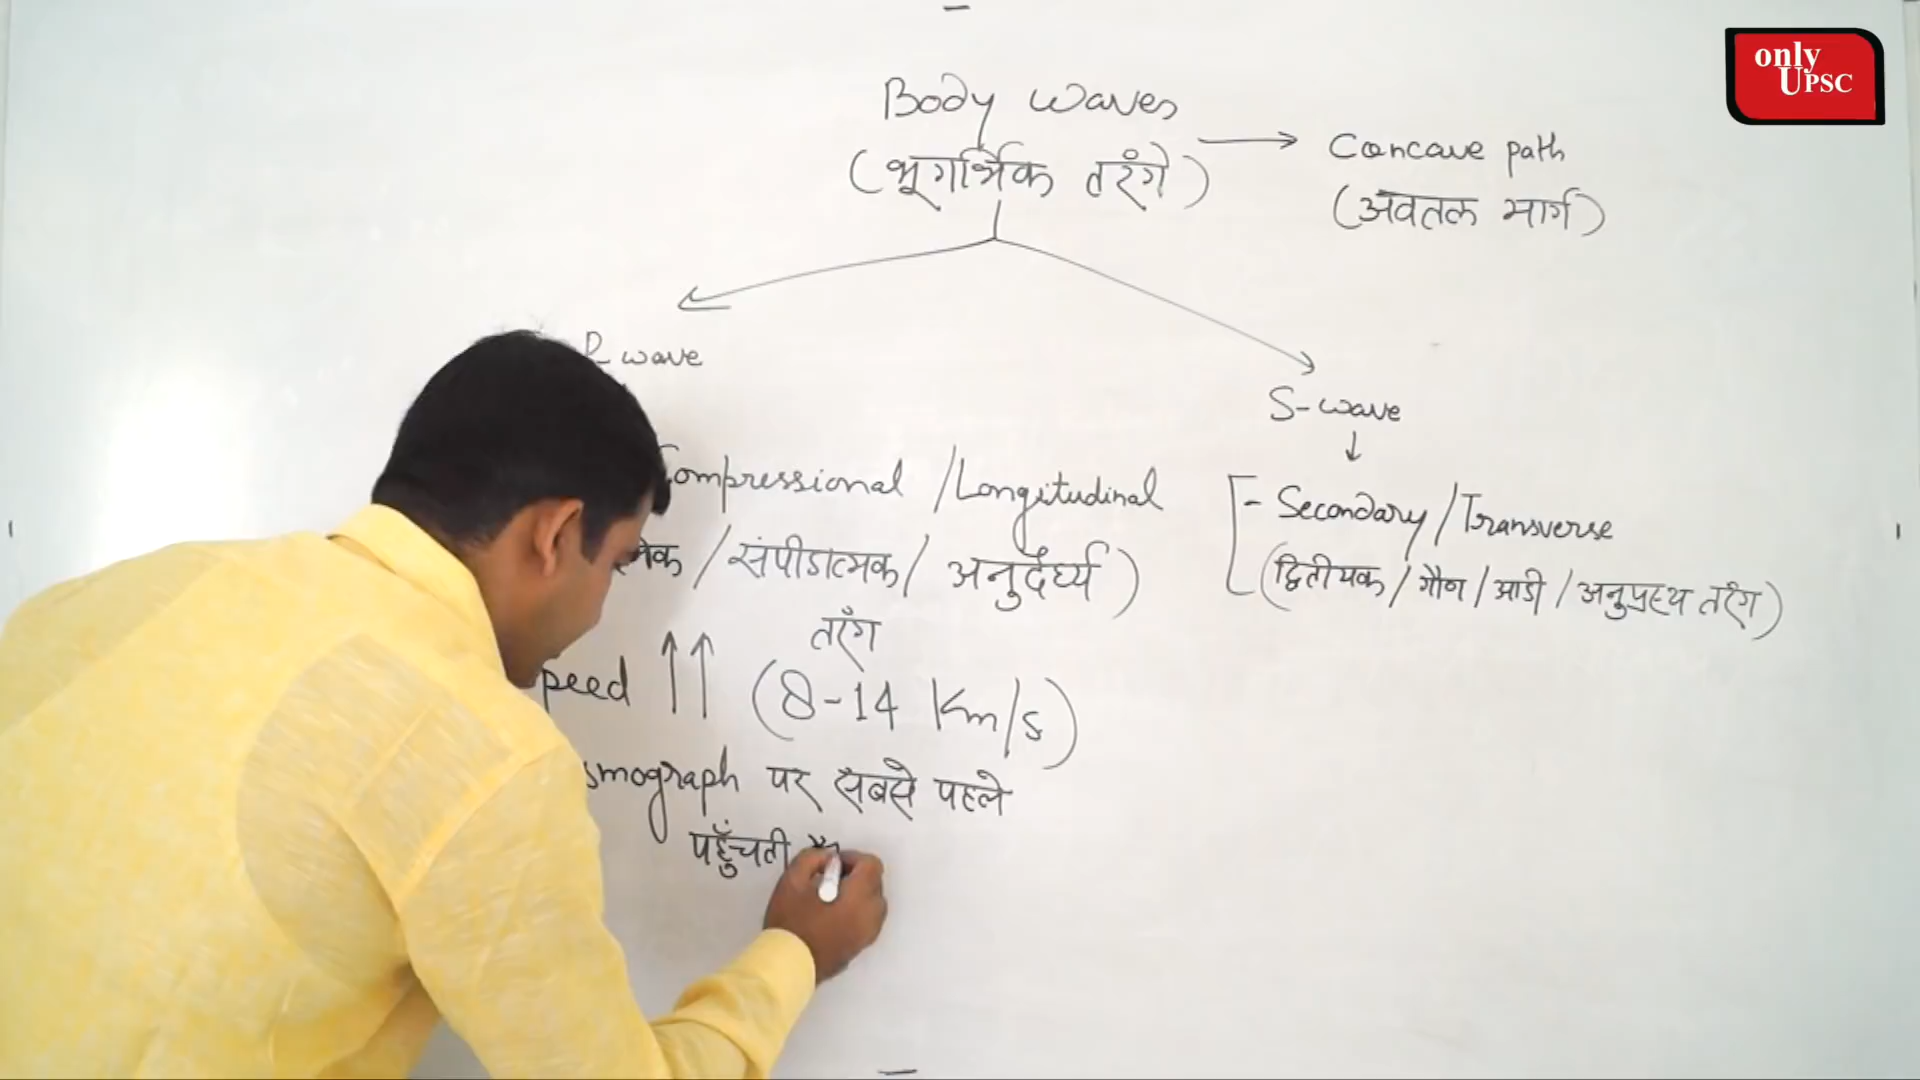 only
UPSC
Body waves
(भूगर्भिक तरंगे)
Concave path
(अवतल मार्ग)
P-wave
S-wave
Compressional / Longitudinal
/ संपीडात्मक / अनुदैर्ध्य)
तरँग
peed (8-14 Km/s)
smograph पर सबसे पहले
पहुँचती
- Secondary / Transverse
(द्वितीयक / गौण / आडी / अनुप्रस्थ तरंग)